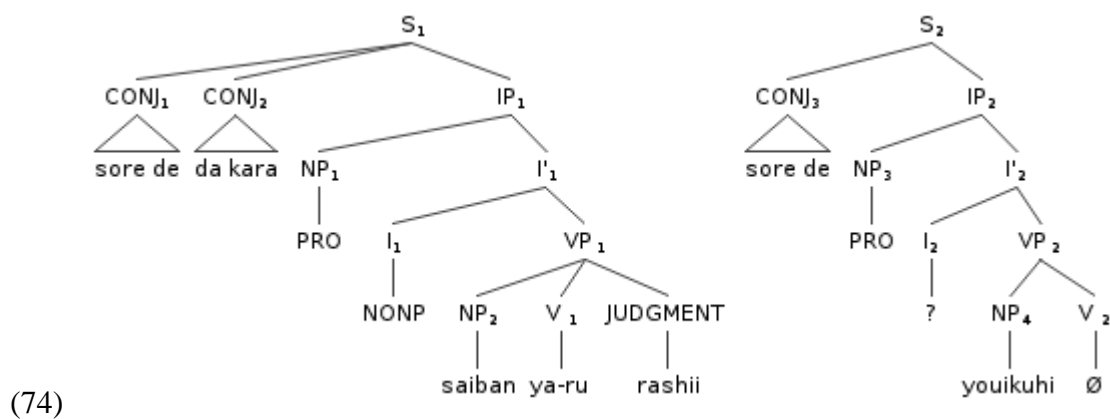 S₁ S₂
CONJ₁ CONJ₂ IP₁ CONJ₃ IP₂
sore de da kara NP₁ I'₁ sore de NP₃ I'₂
PRO I₁ VP₁ PRO I₂ VP₂
NONP NP₂ V₁ JUDGMENT ? NP₄ V₂
saiban ya-ru rashii youikuhi Ø
(74)